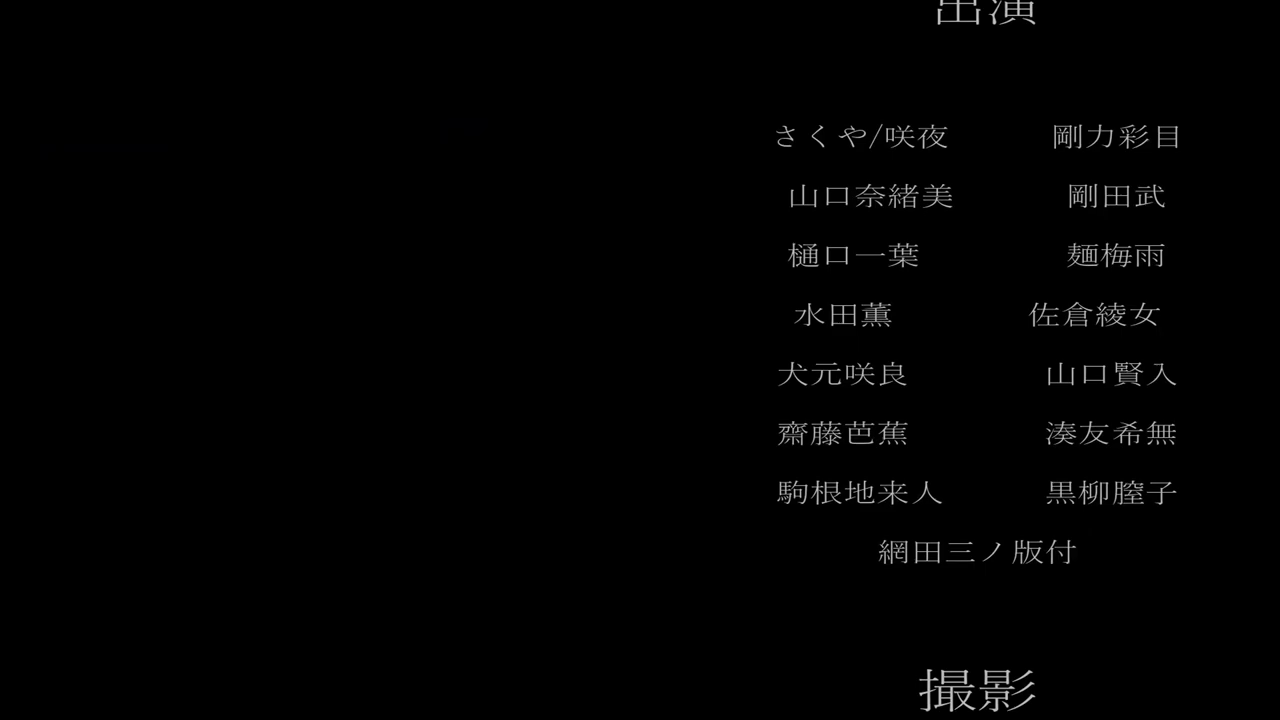 出演
さくや/咲夜 剛力彩目
山口奈緒美 剛田武
樋口一葉 麺梅雨
水田薫 佐倉綾女
犬元咲良 山口賢入
齋藤芭蕉 湊友希無
駒根地来人 黒柳膣子
網田三ノ版付
撮影